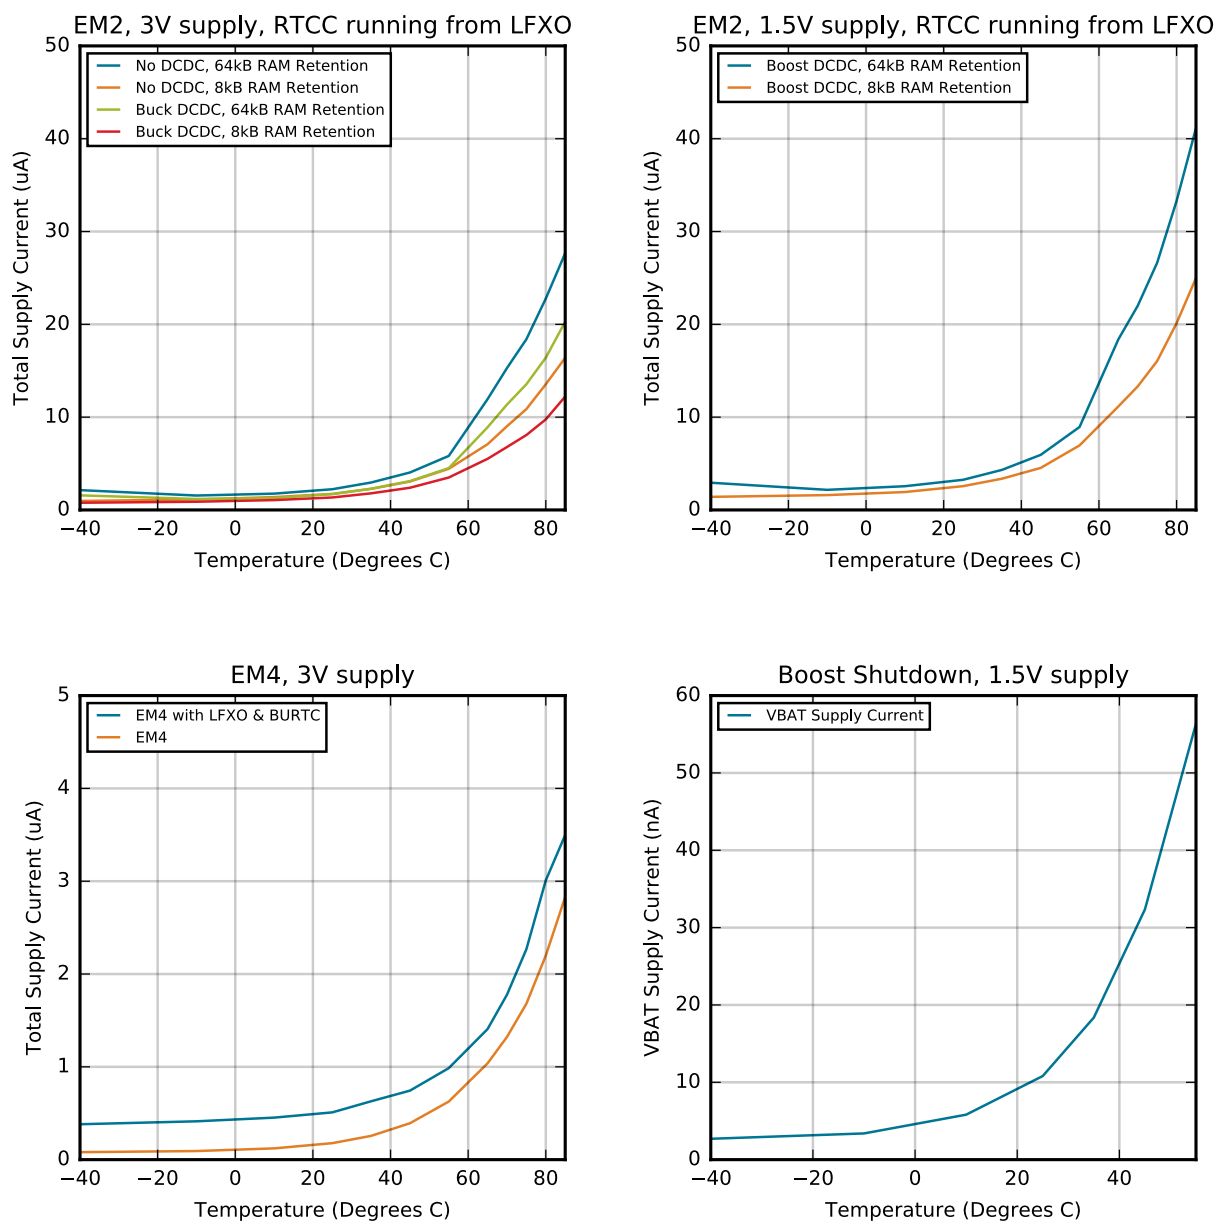 EM2, 3V supply, RTCC running from LFXO
50
40
30
20
10
0
Total Supply Current (uA)
No DCDC, 64kB RAM Retention
No DCDC, 8kB RAM Retention
Buck DCDC, 64kB RAM Retention
Buck DCDC, 8kB RAM Retention
−40 −20 0 20 40 60 80
Temperature (Degrees C)
EM2, 1.5V supply, RTCC running from LFXO
50
40
30
20
10
0
Total Supply Current (uA)
Boost DCDC, 64kB RAM Retention
Boost DCDC, 8kB RAM Retention
−40 −20 0 20 40 60 80
Temperature (Degrees C)
EM4, 3V supply
5
4
3
2
1
0
Total Supply Current (uA)
EM4 with LFXO & BURTC
EM4
−40 −20 0 20 40 60 80
Temperature (Degrees C)
Boost Shutdown, 1.5V supply
60
50
40
30
20
10
0
VBAT Supply Current (nA)
VBAT Supply Current
−40 −20 0 20 40
Temperature (Degrees C)